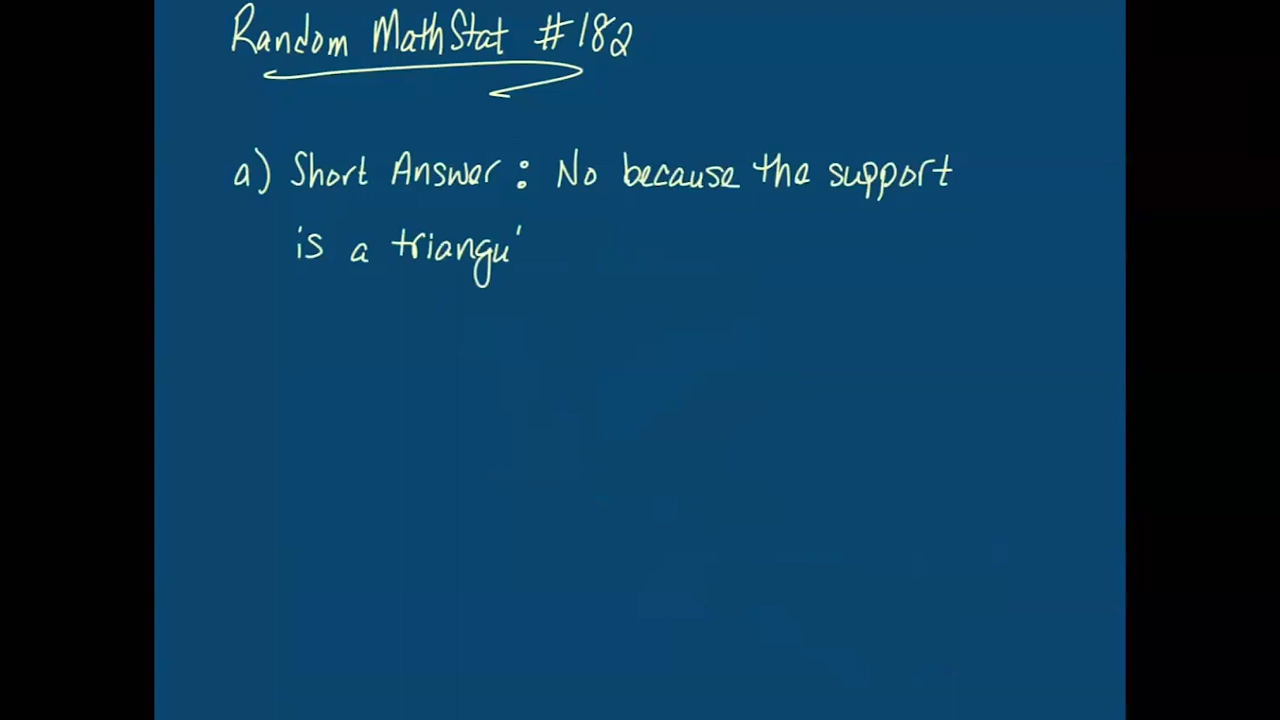 Random MathStat #182
a) Short Answer: No because the support
is a triangu